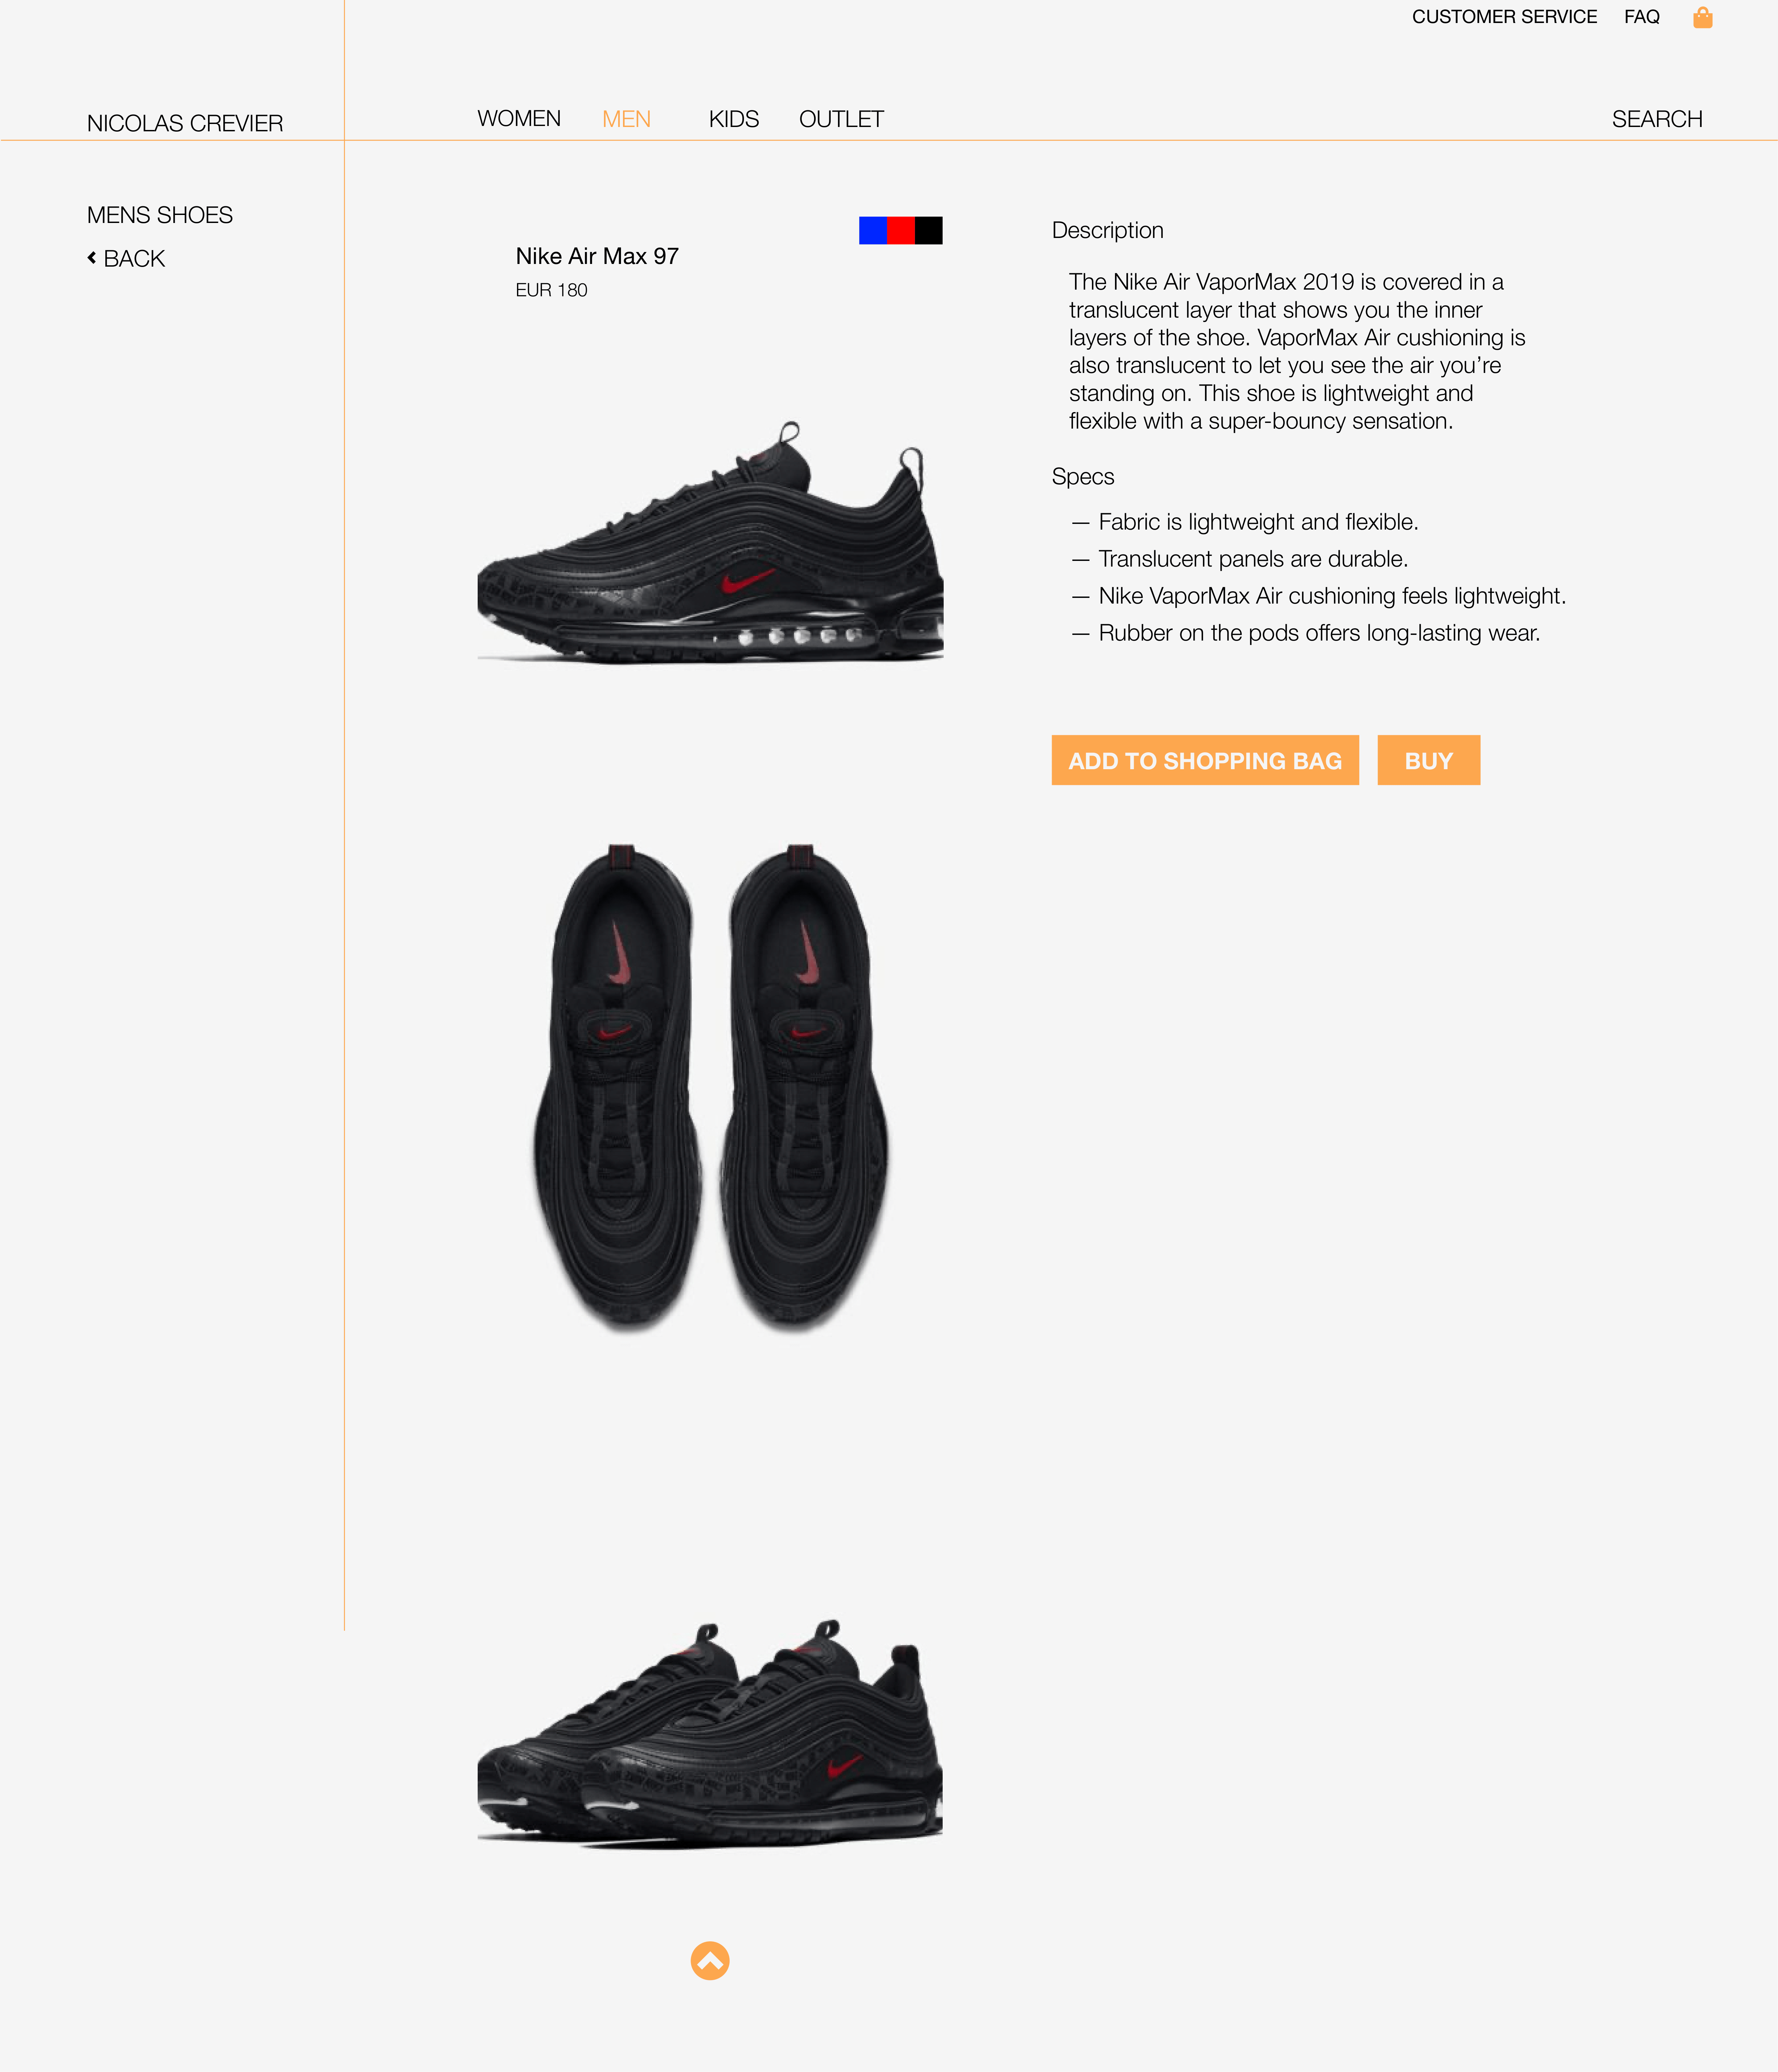 CUSTOMER SERVICE FAQ
NICOLAS CREVIER
WOMEN MEN KIDS OUTLET
SEARCH
MENS SHOES
BACK
Nike Air Max 97
EUR 180
Description
The Nike Air VaporMax 2019 is covered in a
translucent layer that shows you the inner
layers of the shoe. VaporMax Air cushioning is
also translucent to let you see the air you’re
standing on. This shoe is lightweight and
flexible with a super-bouncy sensation.
Specs
— Fabric is lightweight and flexible.
— Translucent panels are durable.
— Nike VaporMax Air cushioning feels lightweight.
— Rubber on the pods offers long-lasting wear.
ADD TO SHOPPING BAG
BUY